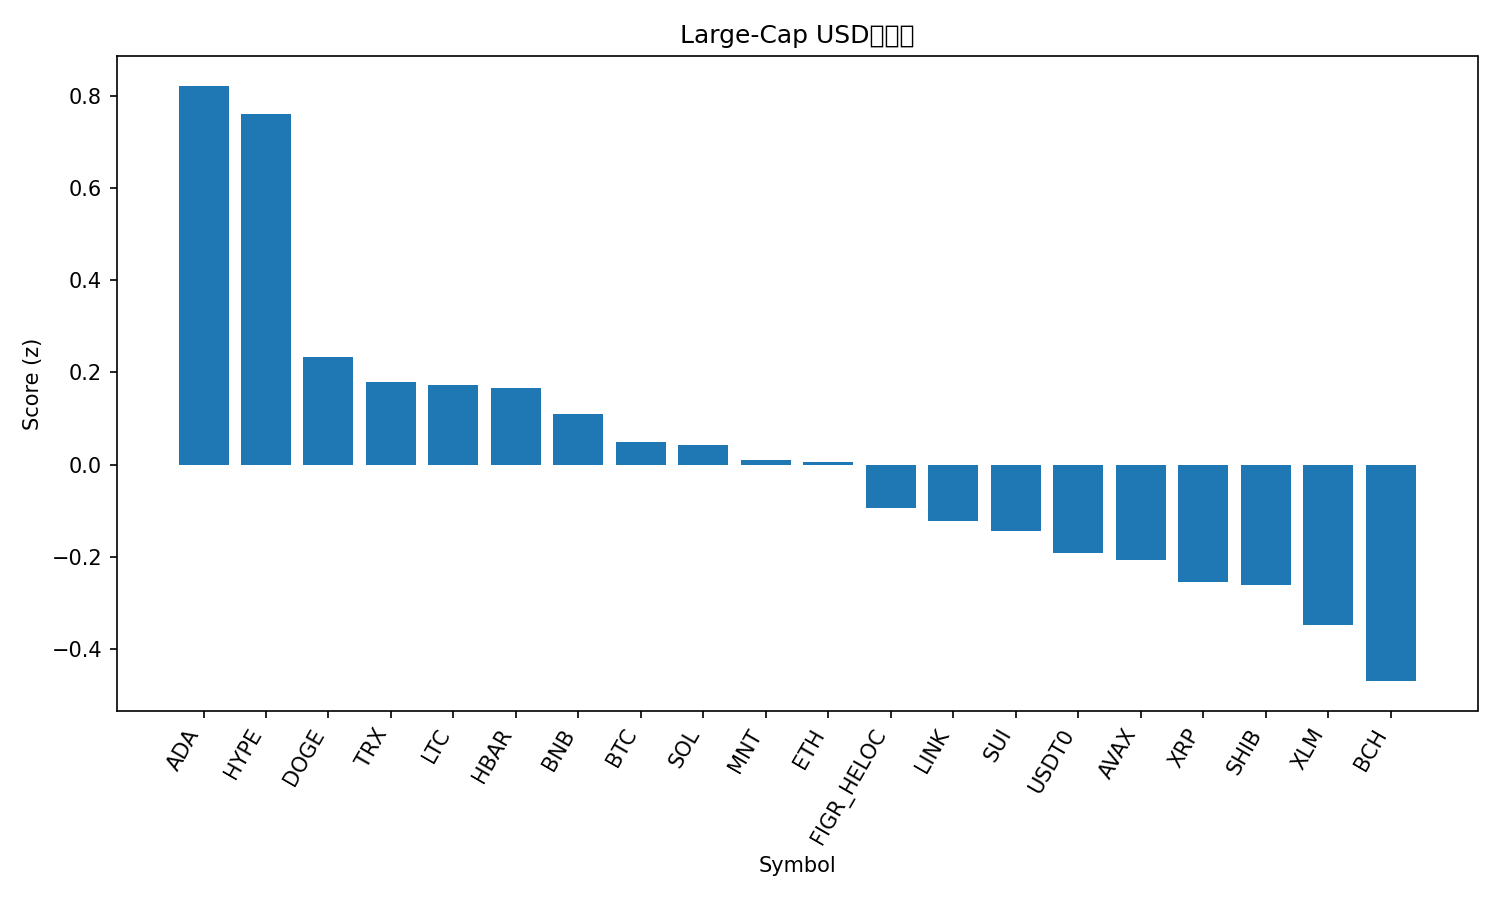 Large-Cap USD
0.8
0.6
0.4
0.2
0.0
−0.2
−0.4
Score (z)
ADA
HYPE
DOGE
TRX
LTC
HBAR
BNB
BTC
SOL
MNT
ETH
FIGR_HELOC
LINK
SUI
USDT0
AVAX
XRP
SHIB
XLM
BCH
Symbol